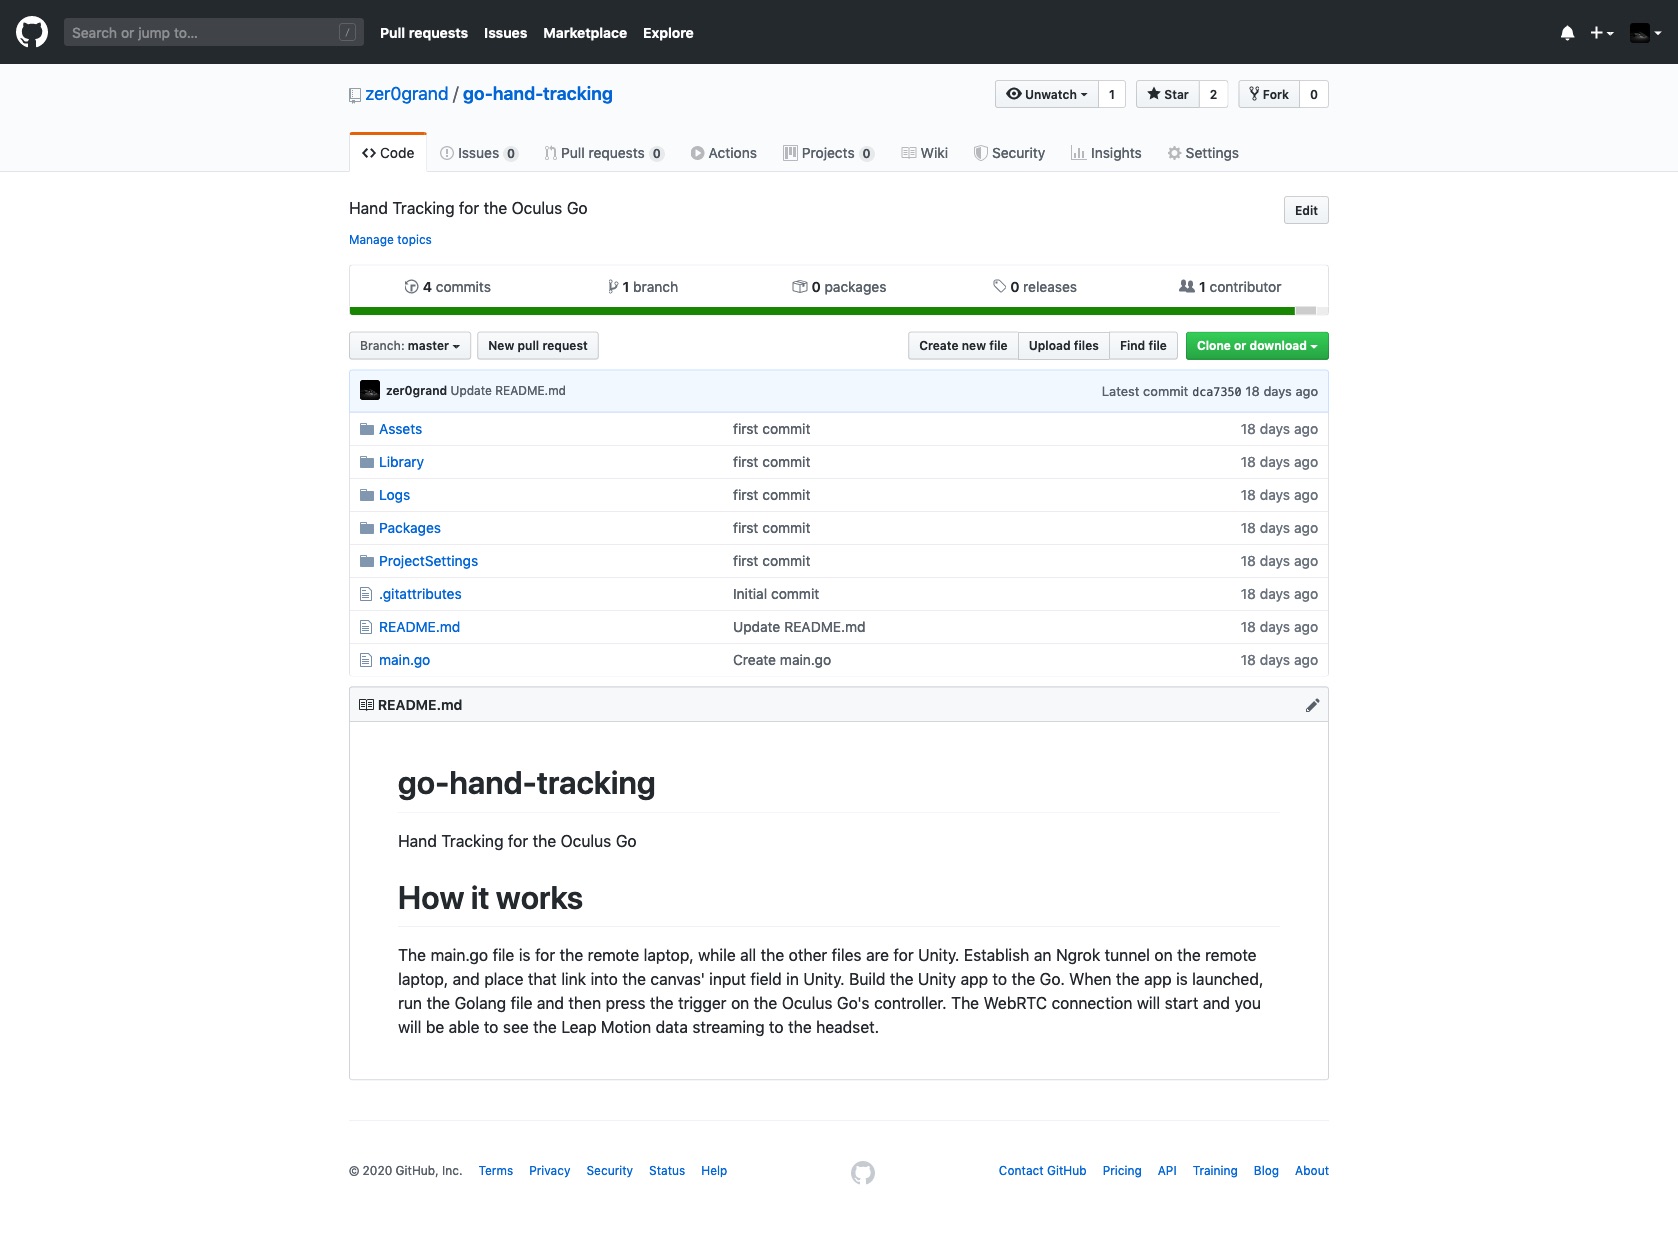 Search or jump to... /
Pull requests Issues Marketplace Explore
zer0grand / go-hand-tracking
Unwatch 1 Star 2 Fork 0
Code Issues 0 Pull requests 0 Actions Projects 0 Wiki Security Insights Settings
Hand Tracking for the Oculus Go
Edit
Manage topics
4 commits 1 branch 0 packages 0 releases 1 contributor
Branch: master New pull request Create new file Upload files Find file Clone or download
zer0grand Update README.md Latest commit dca7350 18 days ago
Assets first commit 18 days ago
Library first commit 18 days ago
Logs first commit 18 days ago
Packages first commit 18 days ago
ProjectSettings first commit 18 days ago
.gitattributes Initial commit 18 days ago
README.md Update README.md 18 days ago
main.go Create main.go 18 days ago
README.md
go-hand-tracking
Hand Tracking for the Oculus Go
How it works
The main.go file is for the remote laptop, while all the other files are for Unity. Establish an Ngrok tunnel on the remote
laptop, and place that link into the canvas' input field in Unity. Build the Unity app to the Go. When the app is launched,
run the Golang file and then press the trigger on the Oculus Go's controller. The WebRTC connection will start and you
will be able to see the Leap Motion data streaming to the headset.
© 2020 GitHub, Inc. Terms Privacy Security Status Help Contact GitHub Pricing API Training Blog About